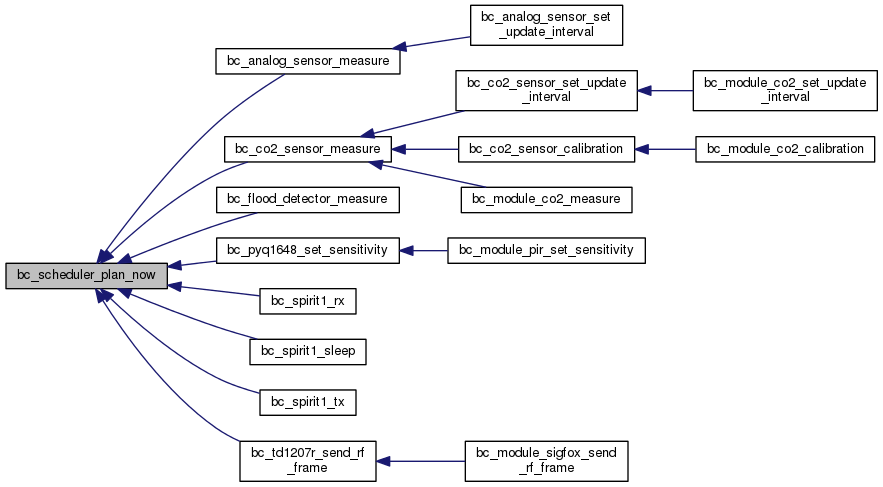 bc_analog_sensor_set
_update_interval
bc_analog_sensor_measure
bc_co2_sensor_set_update
_interval
bc_module_co2_set_update
_interval
bc_co2_sensor_measure
bc_co2_sensor_calibration
bc_module_co2_calibration
bc_flood_detector_measure
bc_module_co2_measure
bc_pyq1648_set_sensitivity
bc_module_pir_set_sensitivity
bc_scheduler_plan_now
bc_spirit1_rx
bc_spirit1_sleep
bc_spirit1_tx
bc_td1207r_send_rf
_frame
bc_module_sigfox_send
_rf_frame